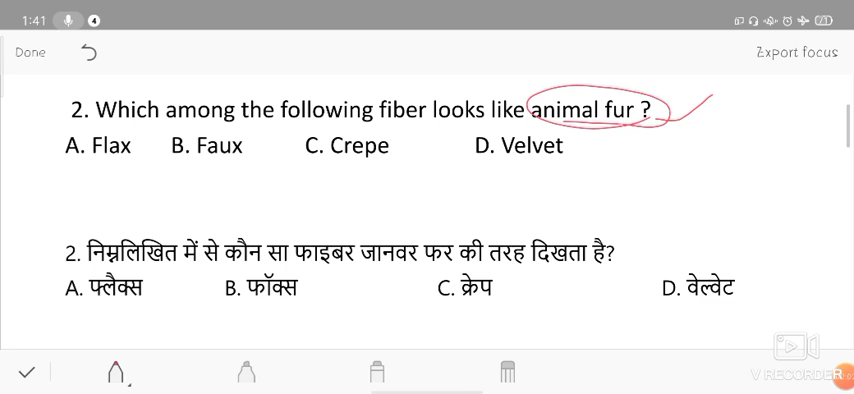 1:41 4
Done Export focus
2. Which among the following fiber looks like animal fur ?
A. Flax B. Faux C. Crepe D. Velvet
2. निम्नलिखित में से कौन सा फाइबर जानवर फर की तरह दिखता है?
A. फ्लैक्स B. फॉक्स C. क्रेप D. वेल्वेट
V RECORDER